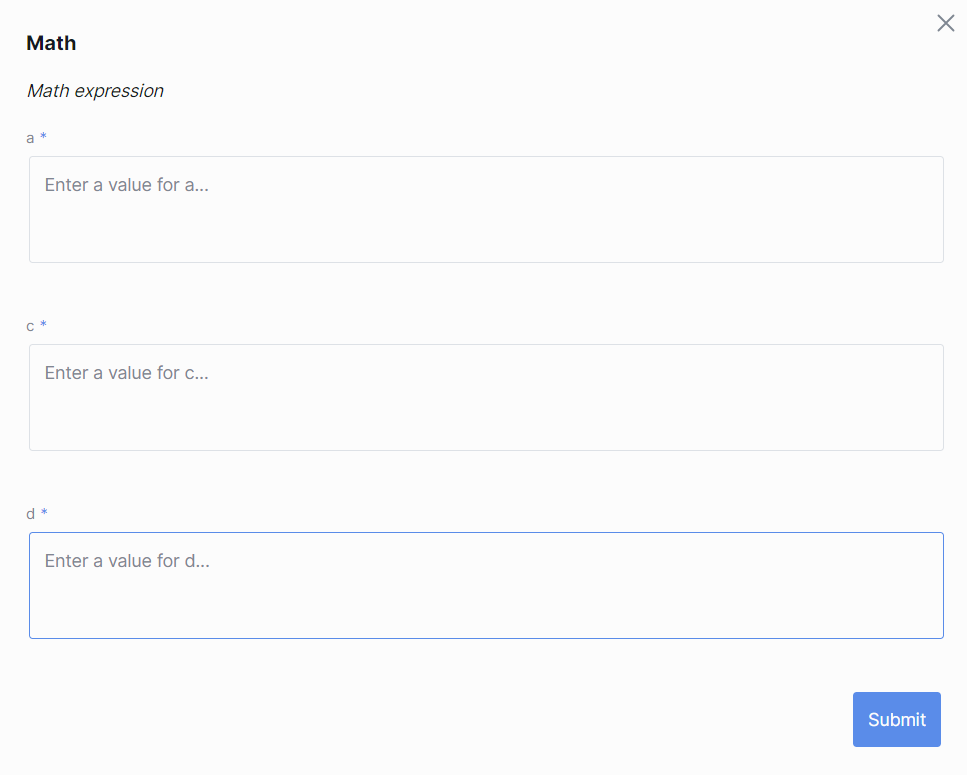 Math
Math expression
a *
Enter a value for a...
c *
Enter a value for c...
d *
Enter a value for d...
Submit